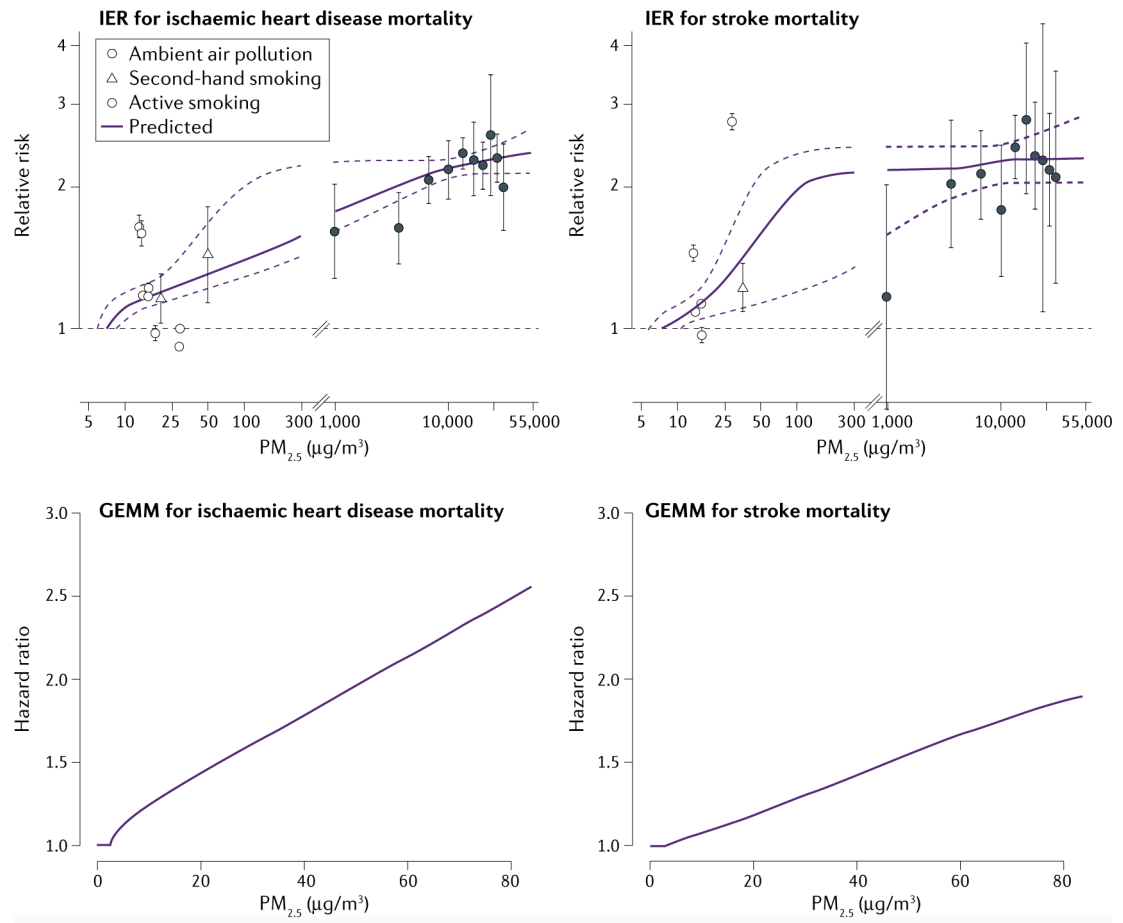 IER for ischaemic heart disease mortality
4
3
2
1
Relative risk
Ambient air pollution
Second-hand smoking
Active smoking
Predicted
5 10 25 50 100 300 1,000 10,000 55,000
PM2.5 (μg/m³)
IER for stroke mortality
4
3
2
1
Relative risk
5 10 25 50 100 300 1,000 10,000 55,000
PM2.5 (μg/m³)
GEMM for ischaemic heart disease mortality
3.0
2.5
2.0
1.5
1.0
Hazard ratio
0 20 40 60 80
PM2.5 (μg/m³)
GEMM for stroke mortality
3.0
2.5
2.0
1.5
1.0
Hazard ratio
0 20 40 60 80
PM2.5 (μg/m³)